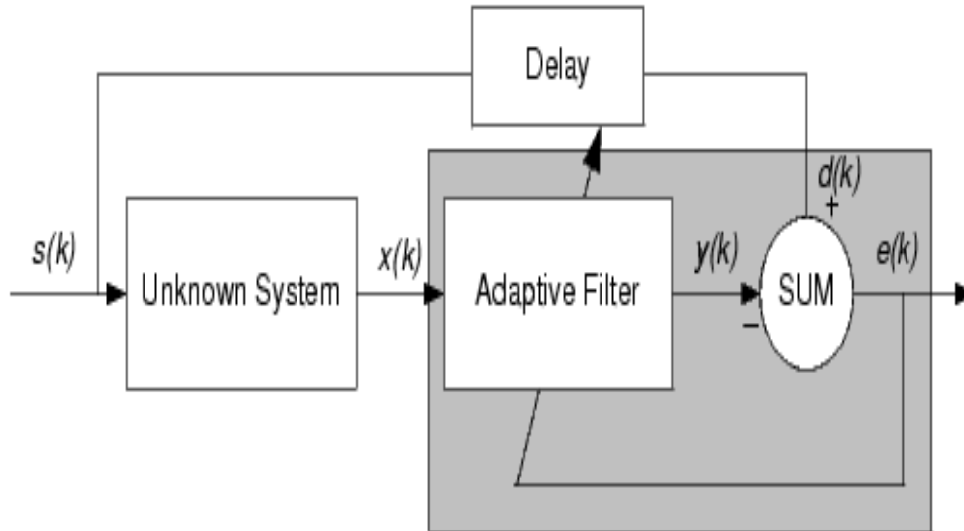 Delay
d(k)
+
s(k)
Unknown System
x(k)
Adaptive Filter
y(k)
–
SUM
e(k)